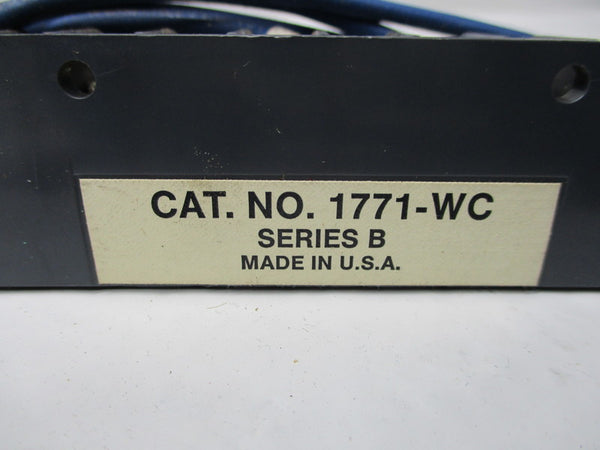 CAT. NO. 1771-WC
SERIES B
MADE IN U.S.A.